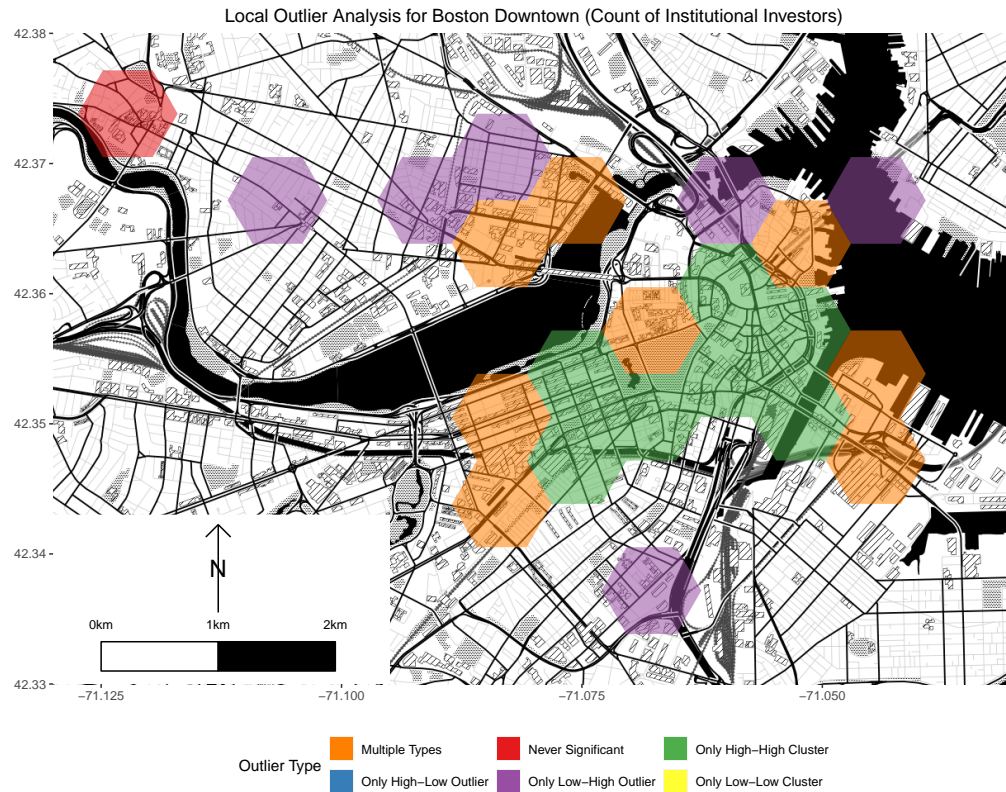 Local Outlier Analysis for Boston Downtown (Count of Institutional Investors)
42.38
42.37
42.36
42.35
42.34
42.33
N
0km 1km 2km
−71.125 −71.100 −71.075 −71.050
Outlier Type
Multiple Types Never Significant Only High−High Cluster
Only High−Low Outlier Only Low−High Outlier Only Low−Low Cluster